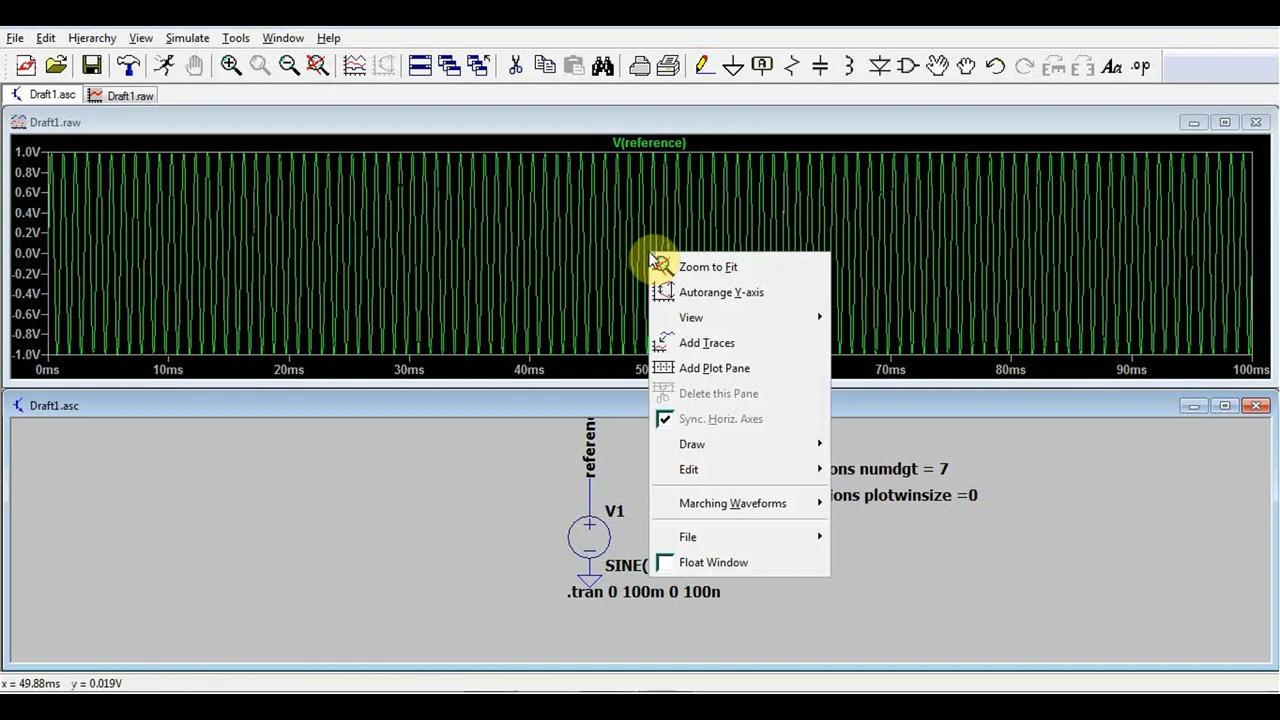 File Edit Hierarchy View Simulate Tools Window Help
Aa .op
Draft1.asc Draft1.raw
Draft1.raw
V(reference)
1.0V
0.8V
0.6V
0.4V
0.2V
0.0V
-0.2V
-0.4V
-0.6V
-0.8V
-1.0V
0ms 10ms 20ms 30ms 40ms 70ms 80ms 90ms 100ms
Zoom to Fit
Autorange Y-axis
View
Add Traces
Add Plot Pane
Delete this Pane
Sync. Horiz. Axes
Draw
Edit
Marching Waveforms
File
Float Window
Draft1.asc
V1
SINE(
.tran 0 100m 0 100n
ons numdgt = 7
ions plotwinsize =0
x = 49.88ms y = 0.019V